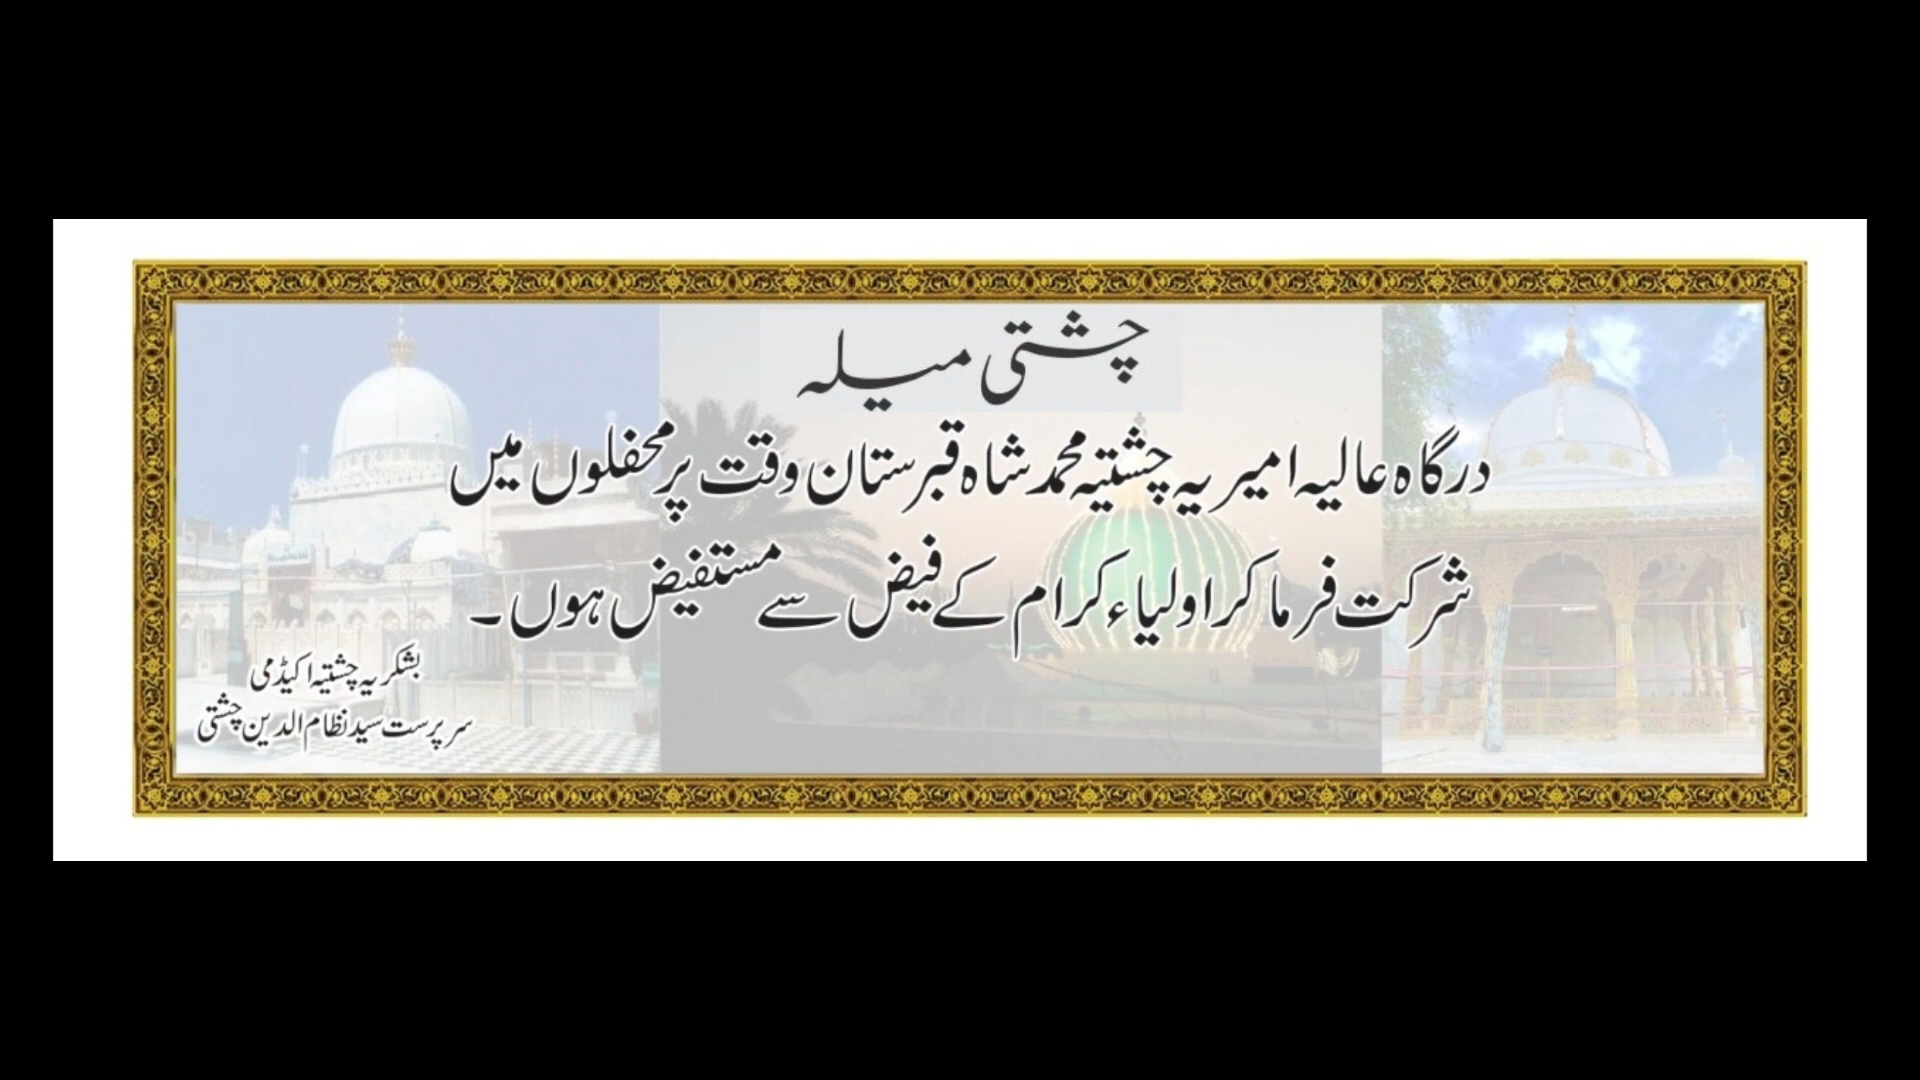 چشتی میلہ
درگاہ عالیہ امیریہ چشتیہ محمد شاہ قبرستان وقت پر محفلوں میں
شرکت فرما کر اولیاء کرام کے فیض سے مستفیض ہوں۔
بشکریہ چشتیہ اکیڈمی
سرپرست سید نظام الدین چشتی